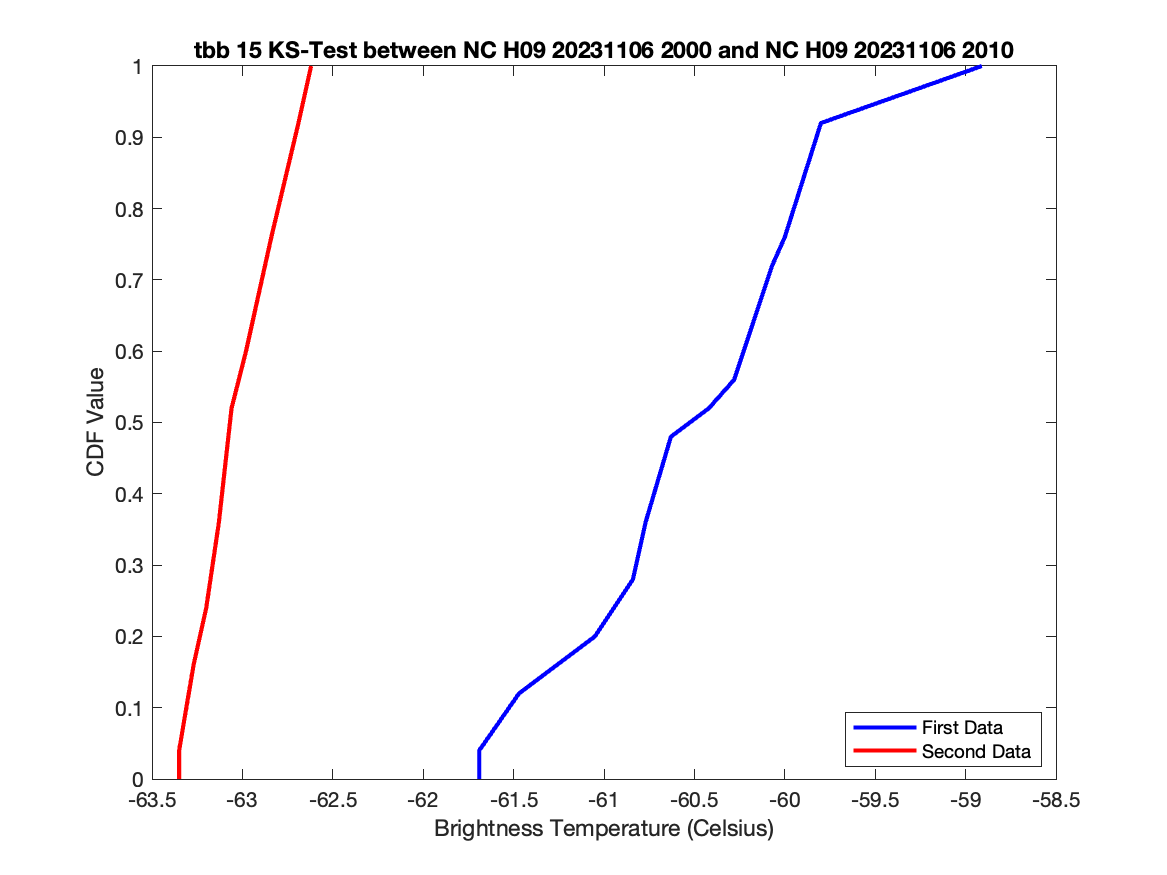 tbb 15 KS-Test between NC H09 20231106 2000 and NC H09 20231106 2010
1
0.9
0.8
0.7
0.6
0.5
0.4
0.3
0.2
0.1
0
CDF Value
First Data
Second Data
-63.5 -63 -62.5 -62 -61.5 -61 -60.5 -60 -59.5 -59 -58.5
Brightness Temperature (Celsius)